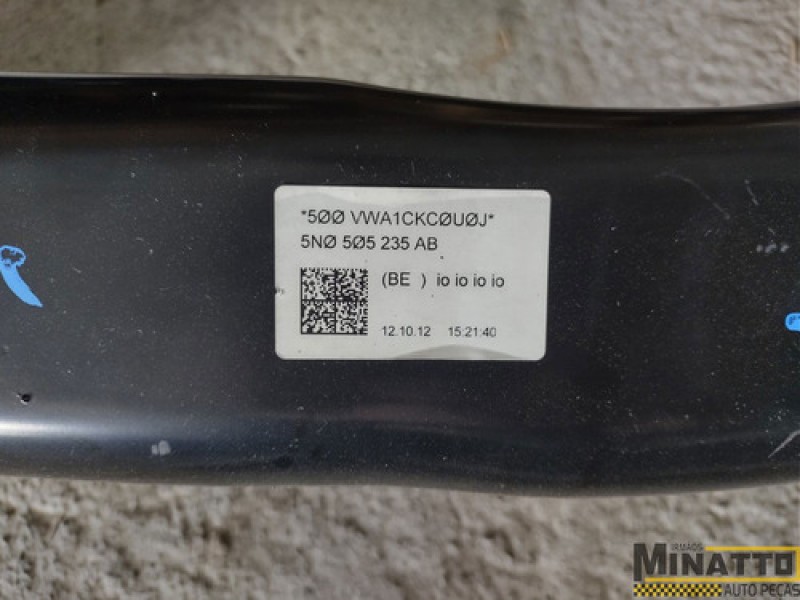 *5ØØ VWA1CKCØUØJ*
5NØ 5Ø5 235 AB
(BE ) io io io io
12.10.12 15:21:40
IRMÃOS
MINATTO
AUTO PEÇAS